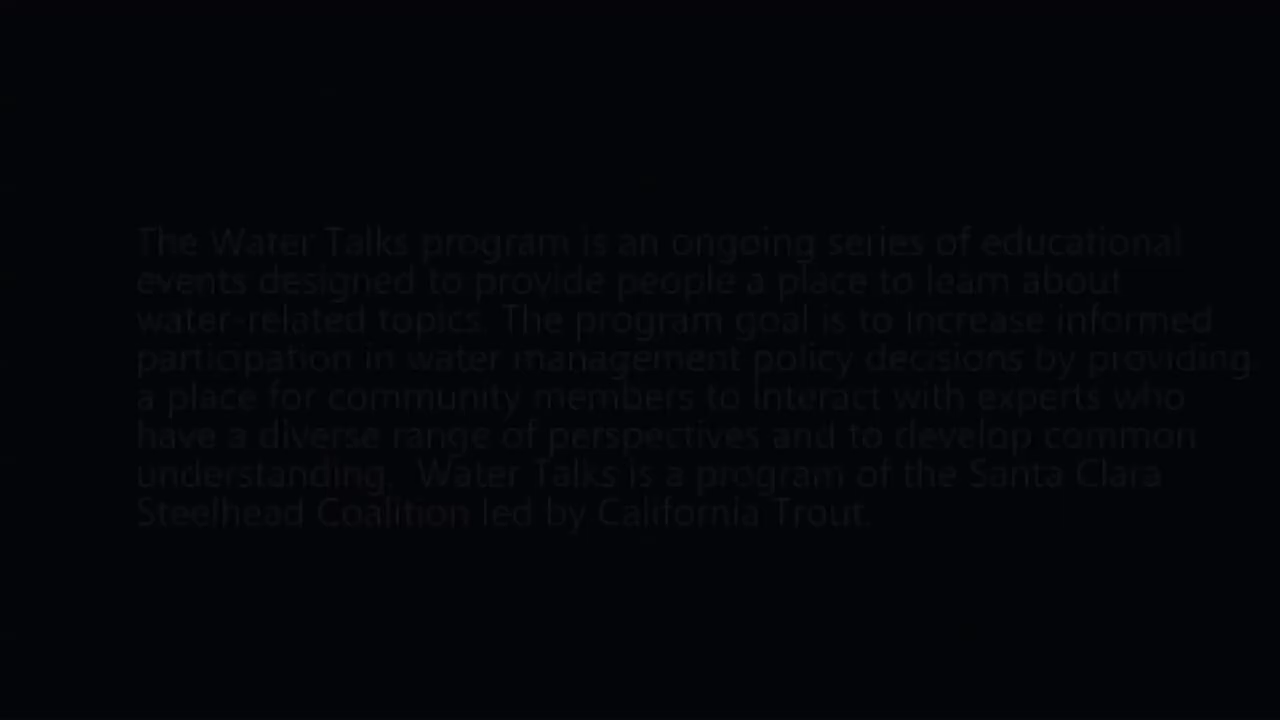 The Water Talks program is an ongoing series of educational
events designed to provide people a place to learn about
water-related topics. The program goal is to increase informed
participation in water management policy decisions by providing
a place for community members to interact with experts who
have a diverse range of perspectives and to develop common
understanding.  Water Talks is a program of the Santa Clara
Steelhead Coalition led by California Trout.